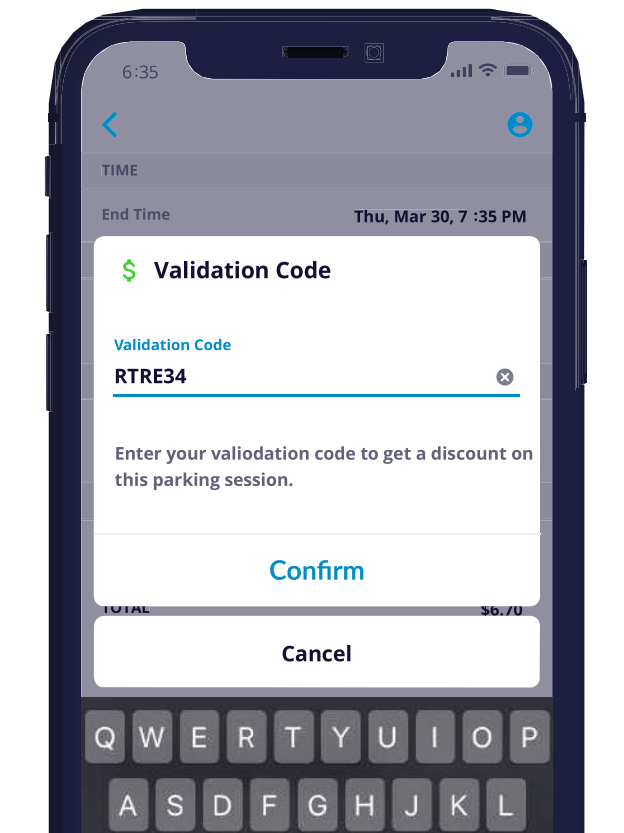 6:35
TIME
End Time Thu, Mar 30, 7 :35 PM
$ Validation Code
Validation Code
RTRE34
Enter your valiodation code to get a discount on
this parking session.
Confirm
TOTAL $6.70
Cancel
Q W E R T Y U I O P
A S D F G H J K L